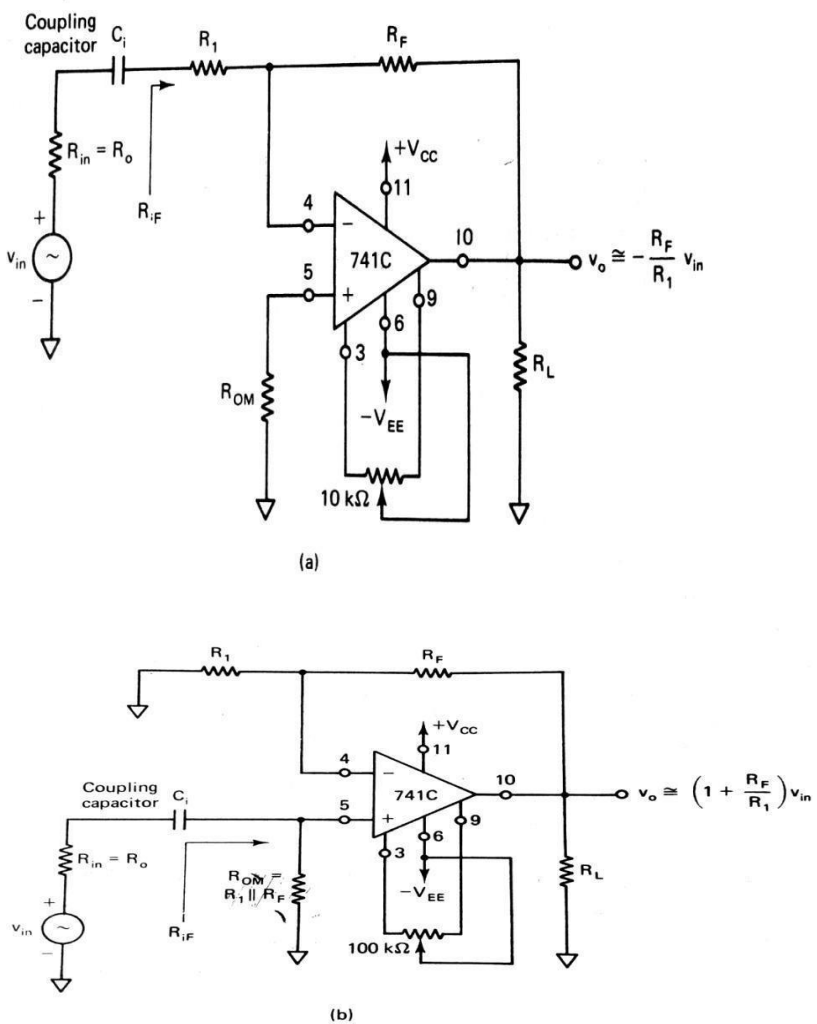 Coupling
capacitor
C_i
R_1
R_F
R_in = R_o
R_iF
+
v_in
~
−
+V_CC
11
4
−
741C
10
5
+
9
6
3
v_o ≅ − R_F/R_1 v_in
R_OM
−V_EE
R_L
10 kΩ
(a)
R_1
R_F
+V_CC
11
4
−
741C
10
Coupling
capacitor
C_i
5
+
9
6
3
v_o ≅ (1 + R_F/R_1) v_in
R_in = R_o
R_OM =
R_1 || R_F
−V_EE
R_L
+
v_in
~
−
R_iF
100 kΩ
(b)